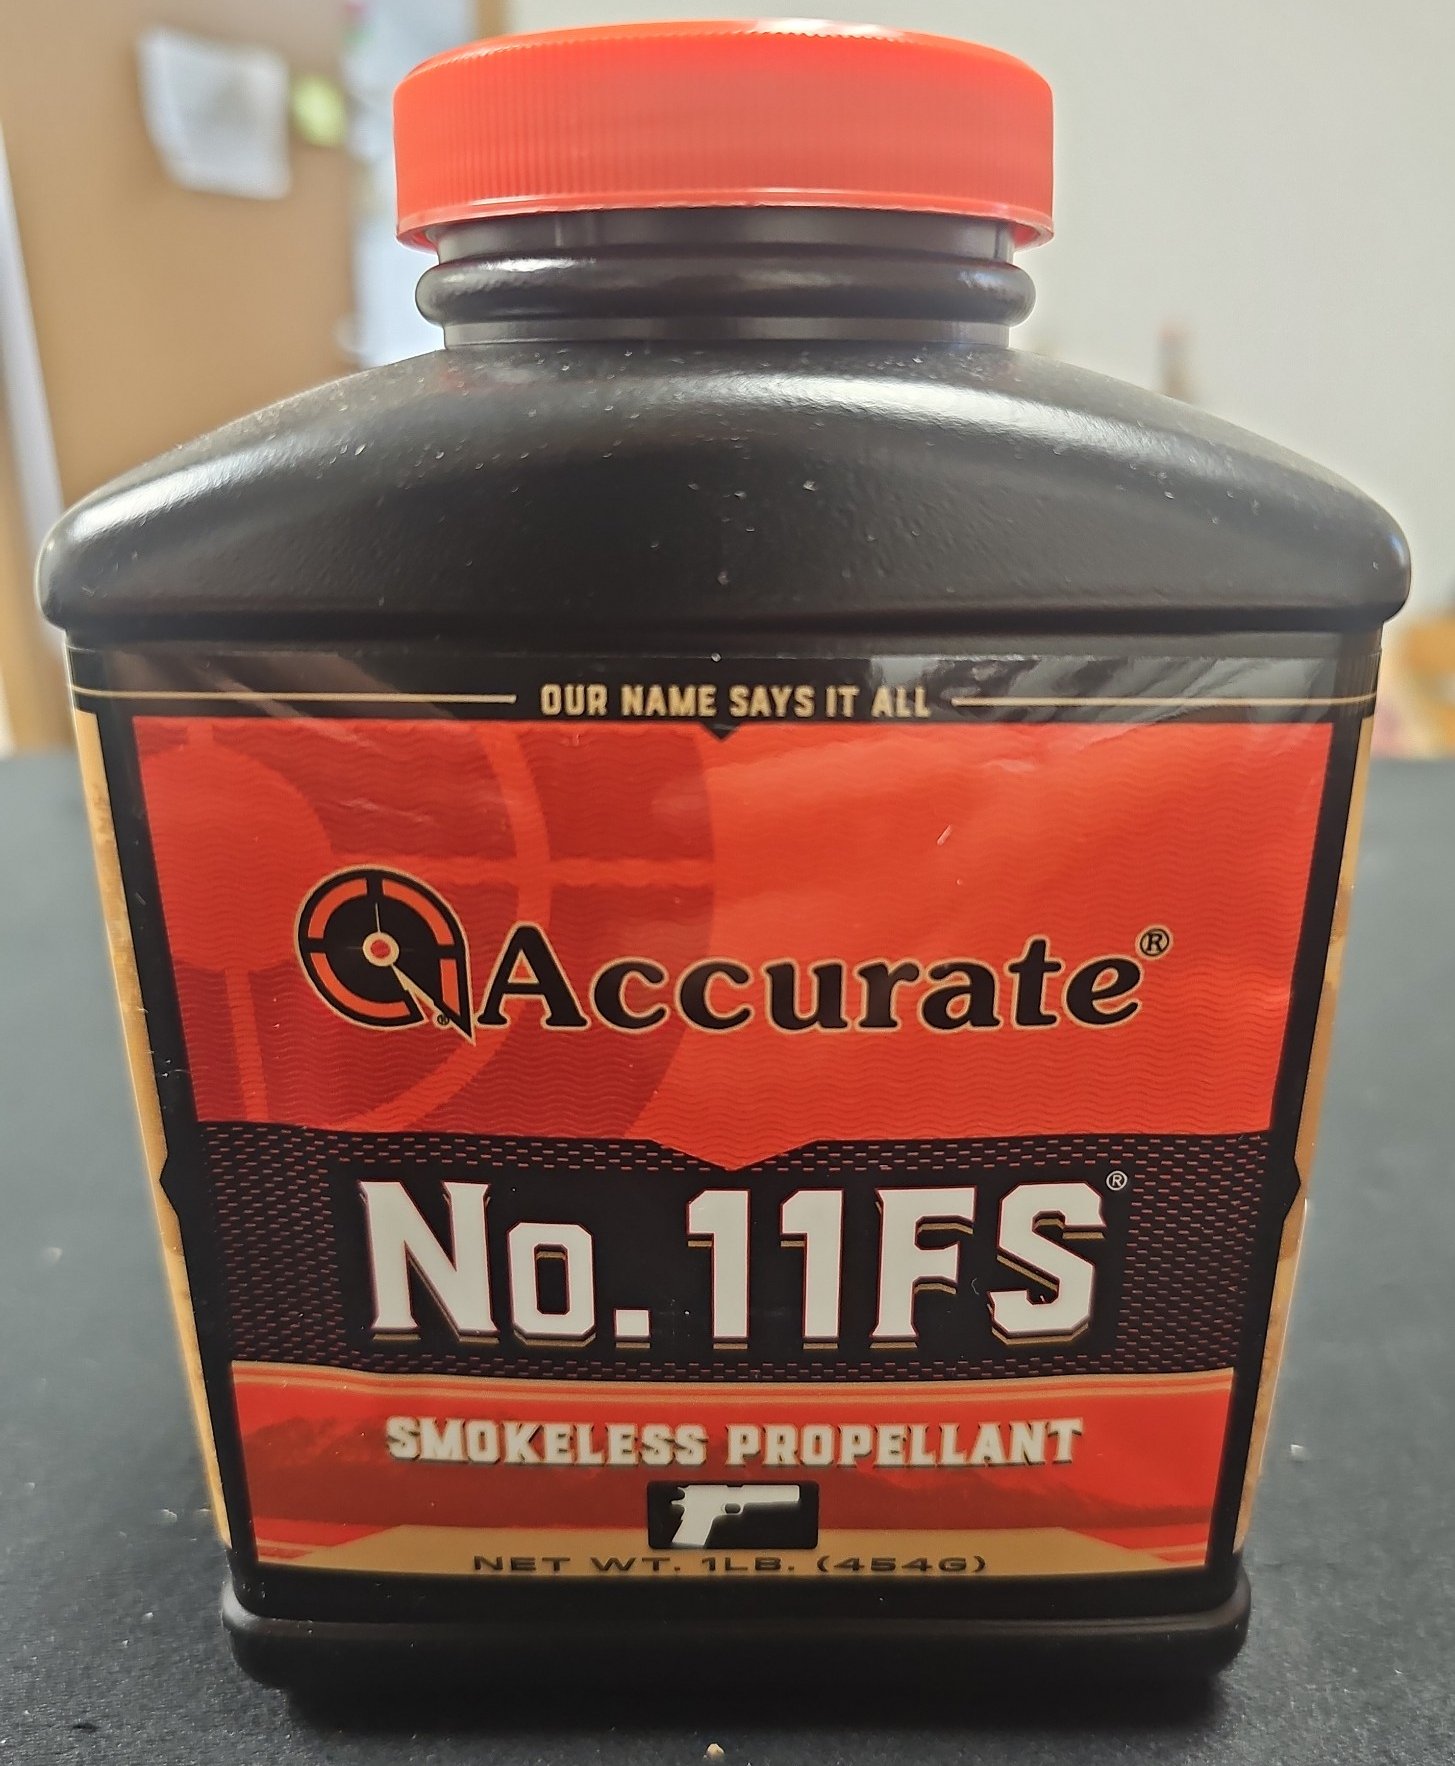 OUR NAME SAYS IT ALL
Accurate®
No. 11FS®
SMOKELESS PROPELLANT
NET WT. 1LB. (454G)